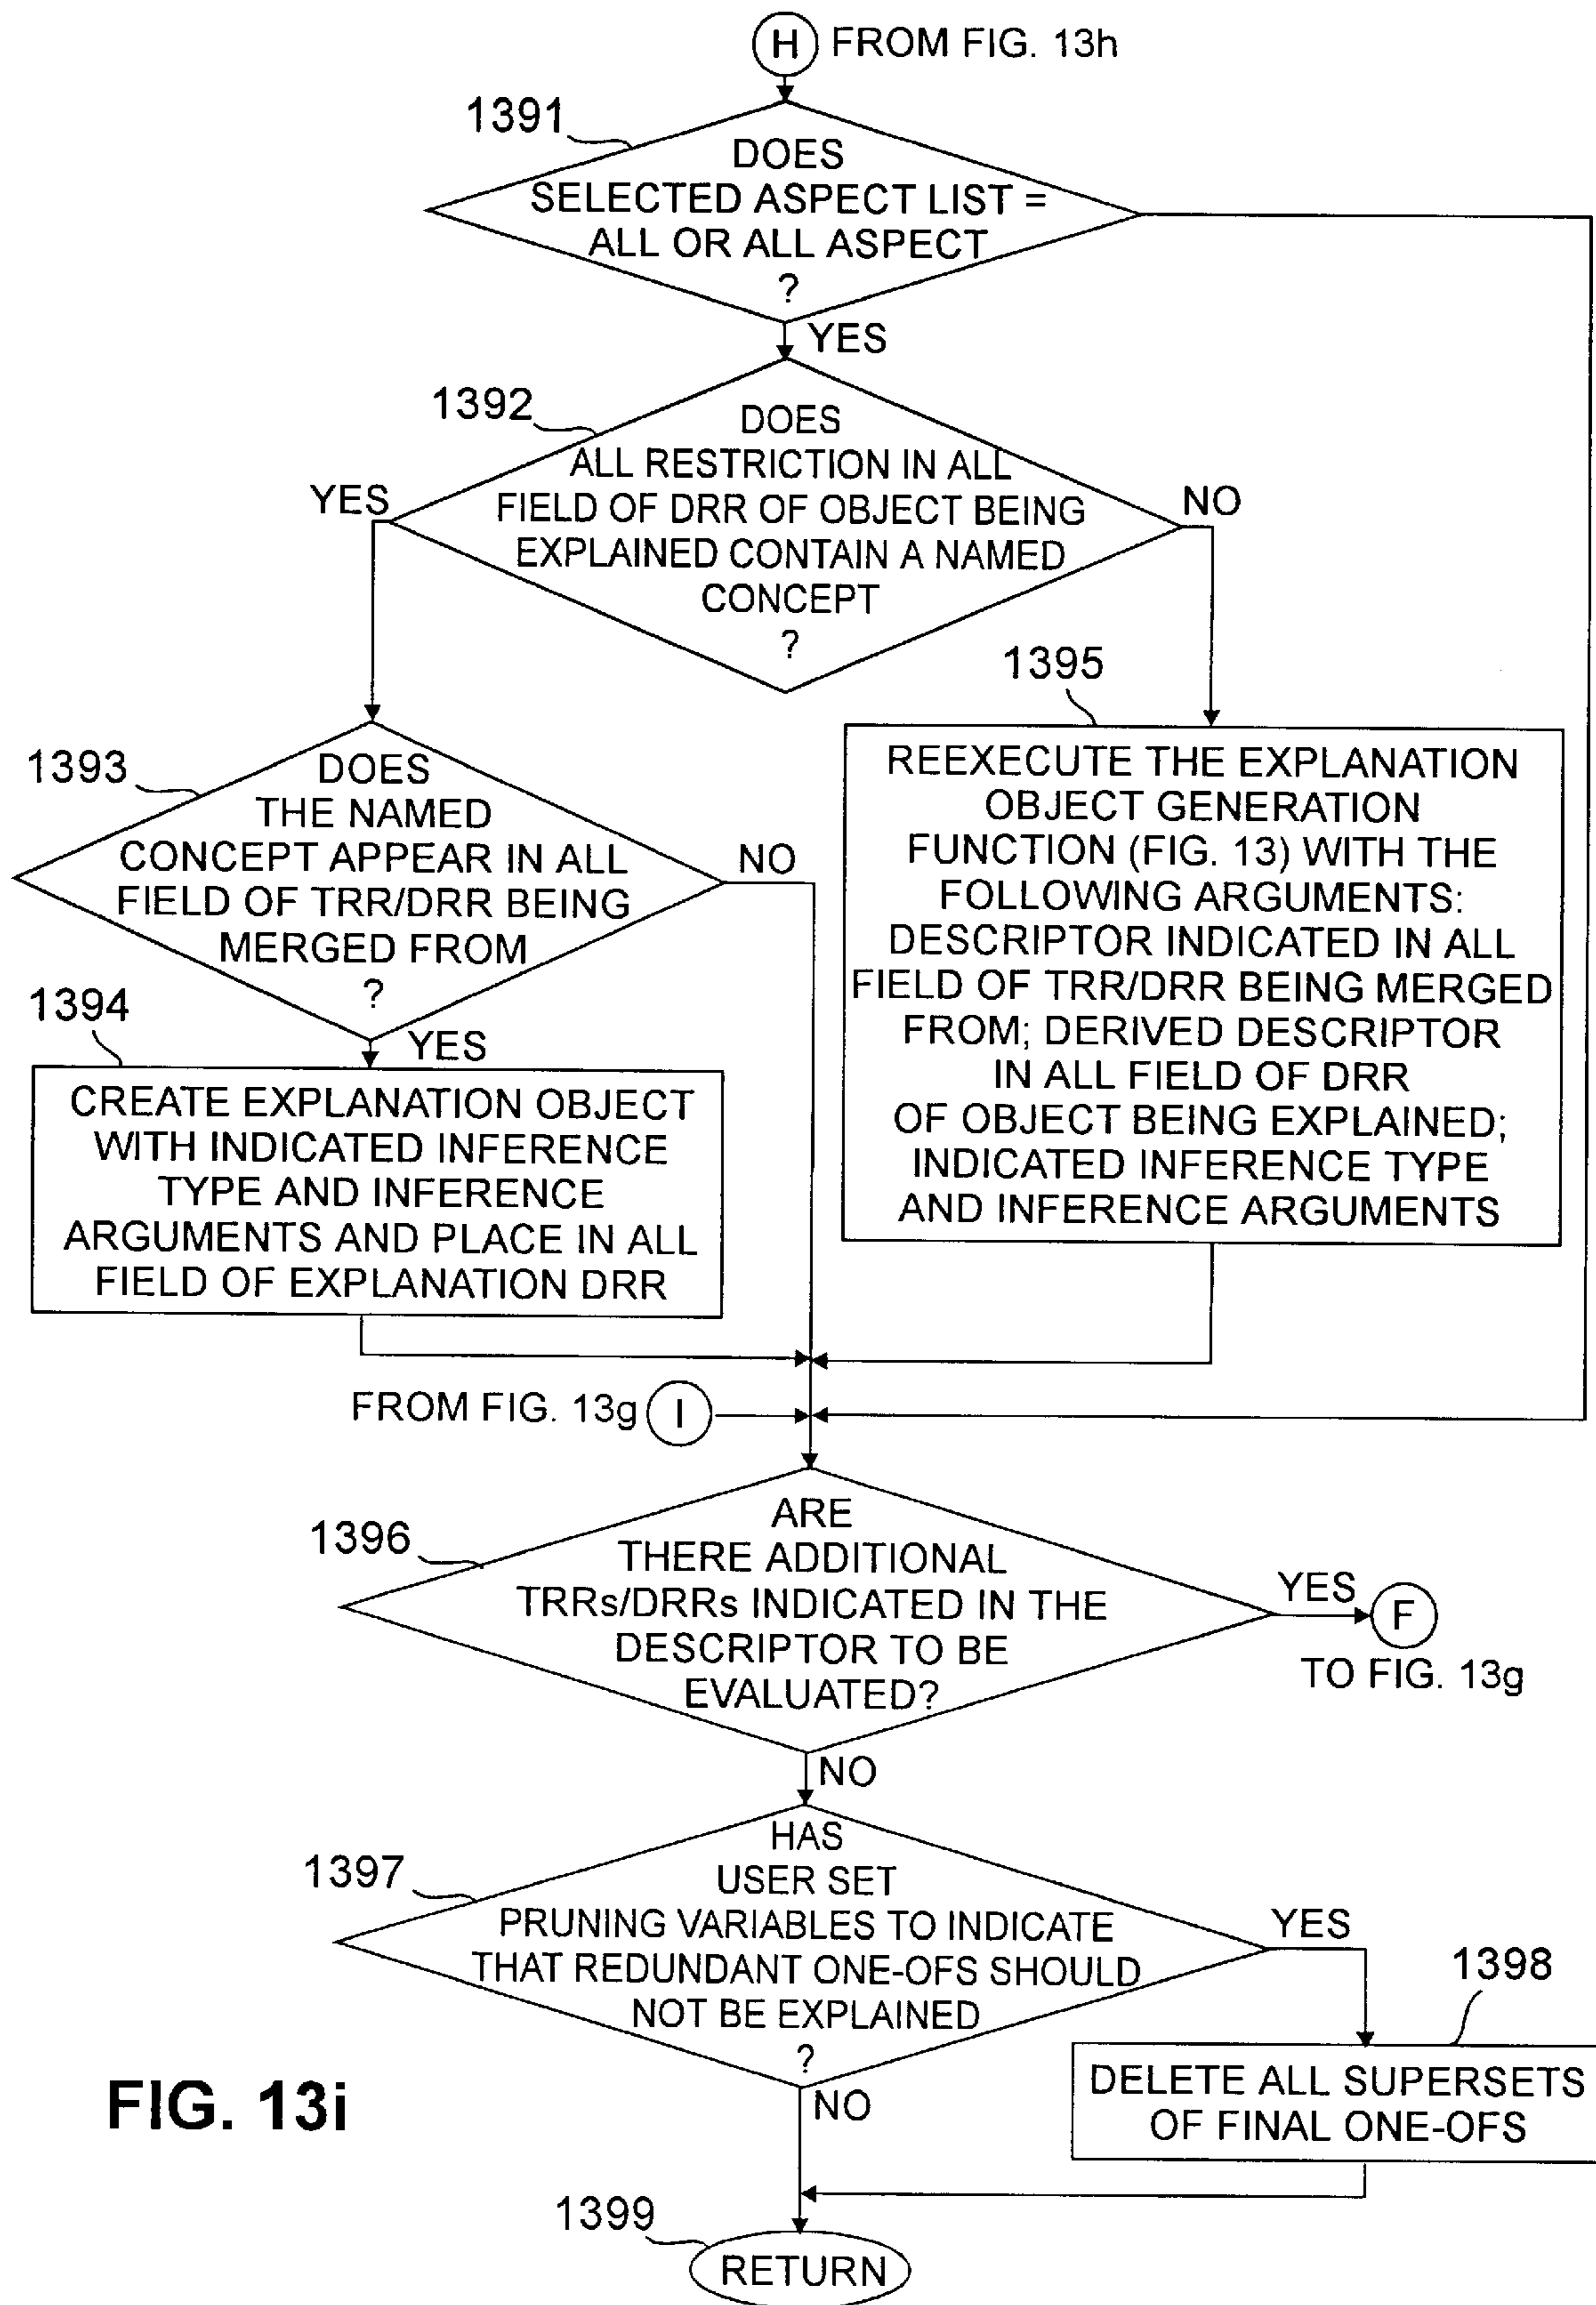 H FROM FIG. 13h
1391
DOES
SELECTED ASPECT LIST =
ALL OR ALL ASPECT
?
YES
1392
DOES
ALL RESTRICTION IN ALL
FIELD OF DRR OF OBJECT BEING
EXPLAINED CONTAIN A NAMED
CONCEPT
?
YES
NO
1393
DOES
THE NAMED
CONCEPT APPEAR IN ALL
FIELD OF TRR/DRR BEING
MERGED FROM
?
NO
YES
1395
REEXECUTE THE EXPLANATION
OBJECT GENERATION
FUNCTION (FIG. 13) WITH THE
FOLLOWING ARGUMENTS:
DESCRIPTOR INDICATED IN ALL
FIELD OF TRR/DRR BEING MERGED
FROM; DERIVED DESCRIPTOR
IN ALL FIELD OF DRR
OF OBJECT BEING EXPLAINED;
INDICATED INFERENCE TYPE
AND INFERENCE ARGUMENTS
1394
CREATE EXPLANATION OBJECT
WITH INDICATED INFERENCE
TYPE AND INFERENCE
ARGUMENTS AND PLACE IN ALL
FIELD OF EXPLANATION DRR
FROM FIG. 13g I
1396
ARE
THERE ADDITIONAL
TRRs/DRRs INDICATED IN THE
DESCRIPTOR TO BE
EVALUATED?
YES
F
TO FIG. 13g
NO
1397
HAS
USER SET
PRUNING VARIABLES TO INDICATE
THAT REDUNDANT ONE-OFS SHOULD
NOT BE EXPLAINED
?
YES
NO
1398
DELETE ALL SUPERSETS
OF FINAL ONE-OFS
1399
RETURN
FIG. 13i